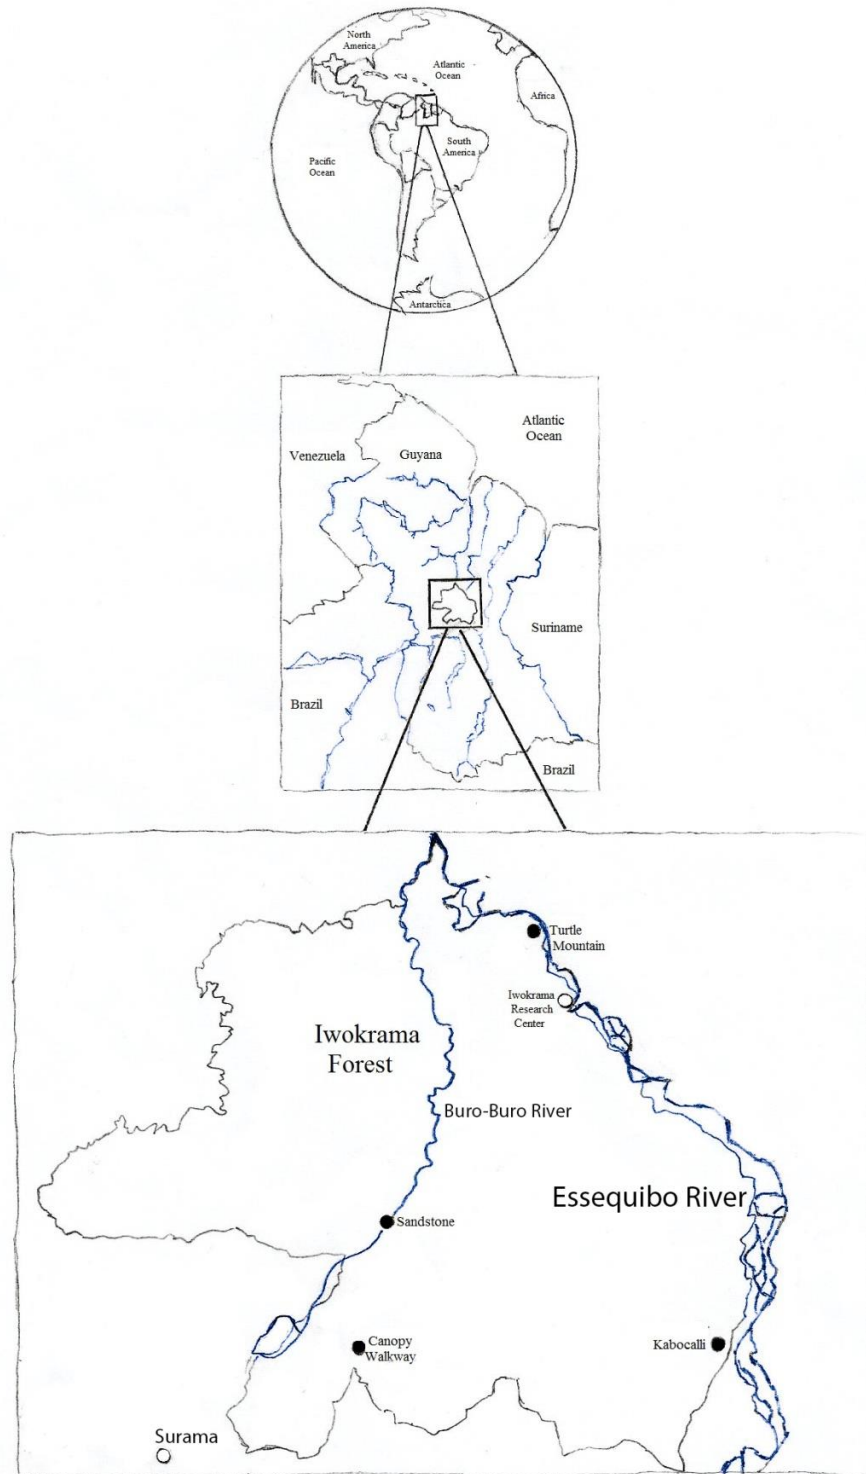 North
America
Atlantic
Ocean
Africa
South
America
Pacific
Ocean
Antarctica
Atlantic
Ocean
Venezuela
Guyana
Suriname
Brazil
Brazil
Turtle
Mountain
Iwokrama
Research
Center
Iwokrama
Forest
Buro-Buro River
Essequibo River
Sandstone
Canopy
Walkway
Kabocalli
Surama